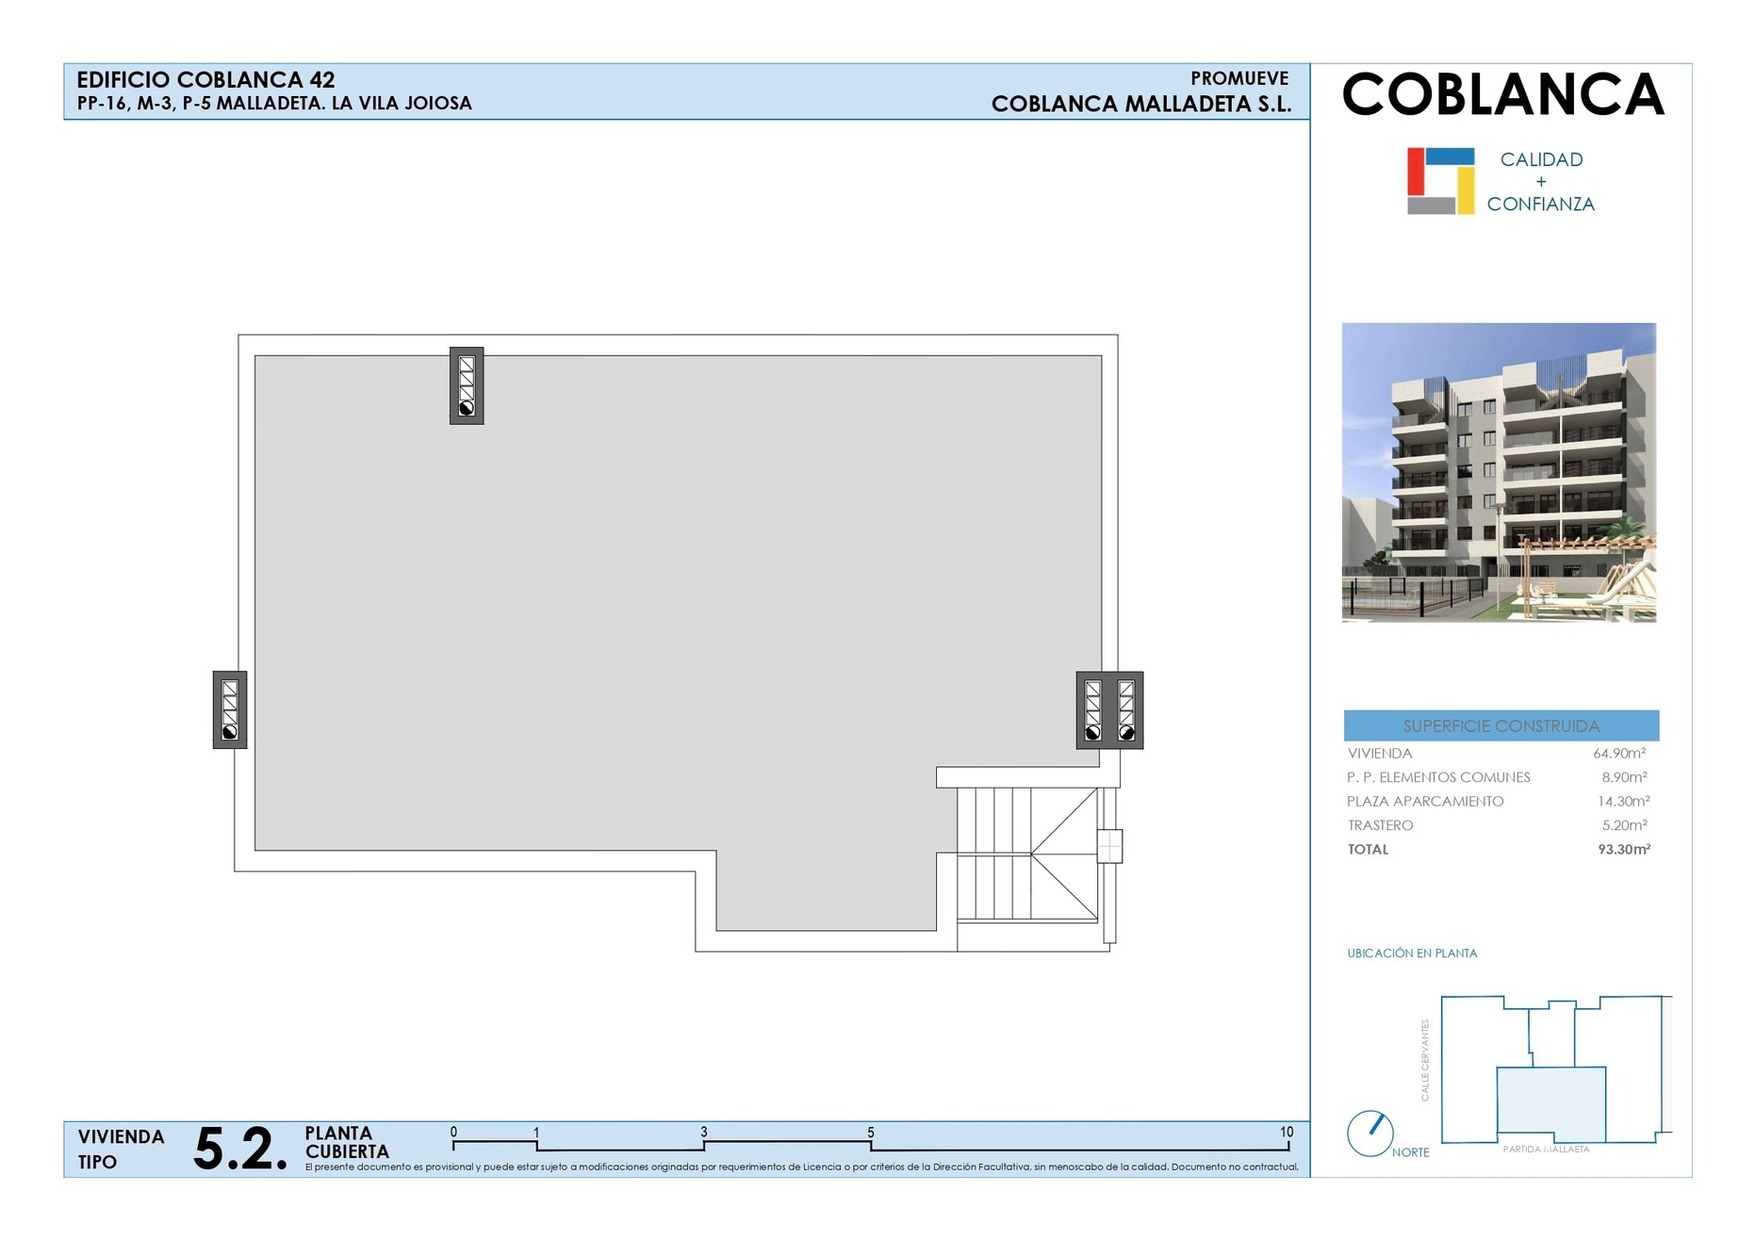 EDIFICIO COBLANCA 42
PP-16, M-3, P-5 MALLADETA. LA VILA JOIOSA
PROMUEVE
COBLANCA MALLADETA S.L.
COBLANCA
CALIDAD
+
CONFIANZA
SUPERFICIE CONSTRUIDA
VIVIENDA 64.90m²
P. P. ELEMENTOS COMUNES 8.90m²
PLAZA APARCAMIENTO 14.30m²
TRASTERO 5.20m²
TOTAL 93.30m²
UBICACIÓN EN PLANTA
CALLE CERVANTES
PARTIDA MALLAETA
NORTE
VIVIENDA
TIPO
5.2.
PLANTA
CUBIERTA
0 1 3 5 10
El presente documento es provisional y puede estar sujeto a modificaciones originadas por requerimientos de Licencia o por criterios de la Dirección Facultativa, sin menoscabo de la calidad. Documento no contractual.